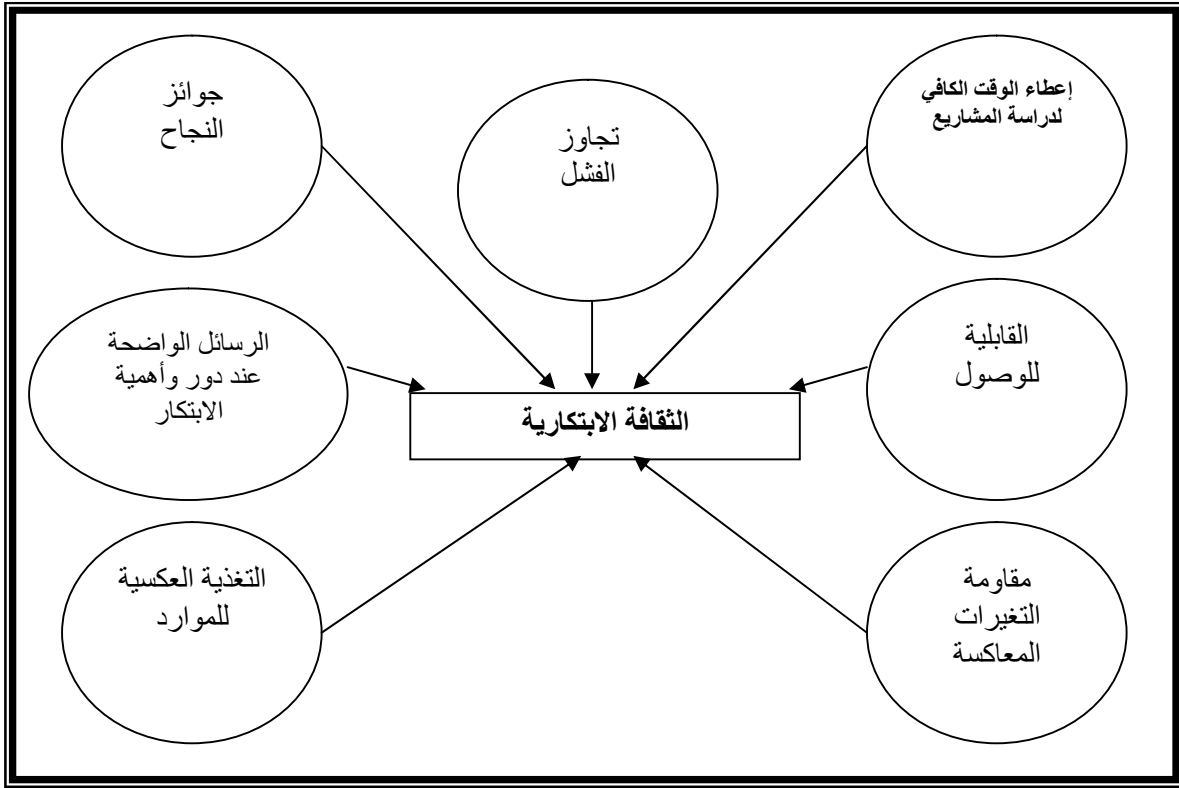 إعطاء الوقت الكافي
لدراسة المشاريع
تجاوز
الفشل
جوائز
النجاح
القابلية
للوصول
الرسائل الواضحة
عند دور وأهمية
الابتكار
الثقافة الابتكارية
مقاومة
التغيرات
المعاكسة
التغذية العكسية
للموارد